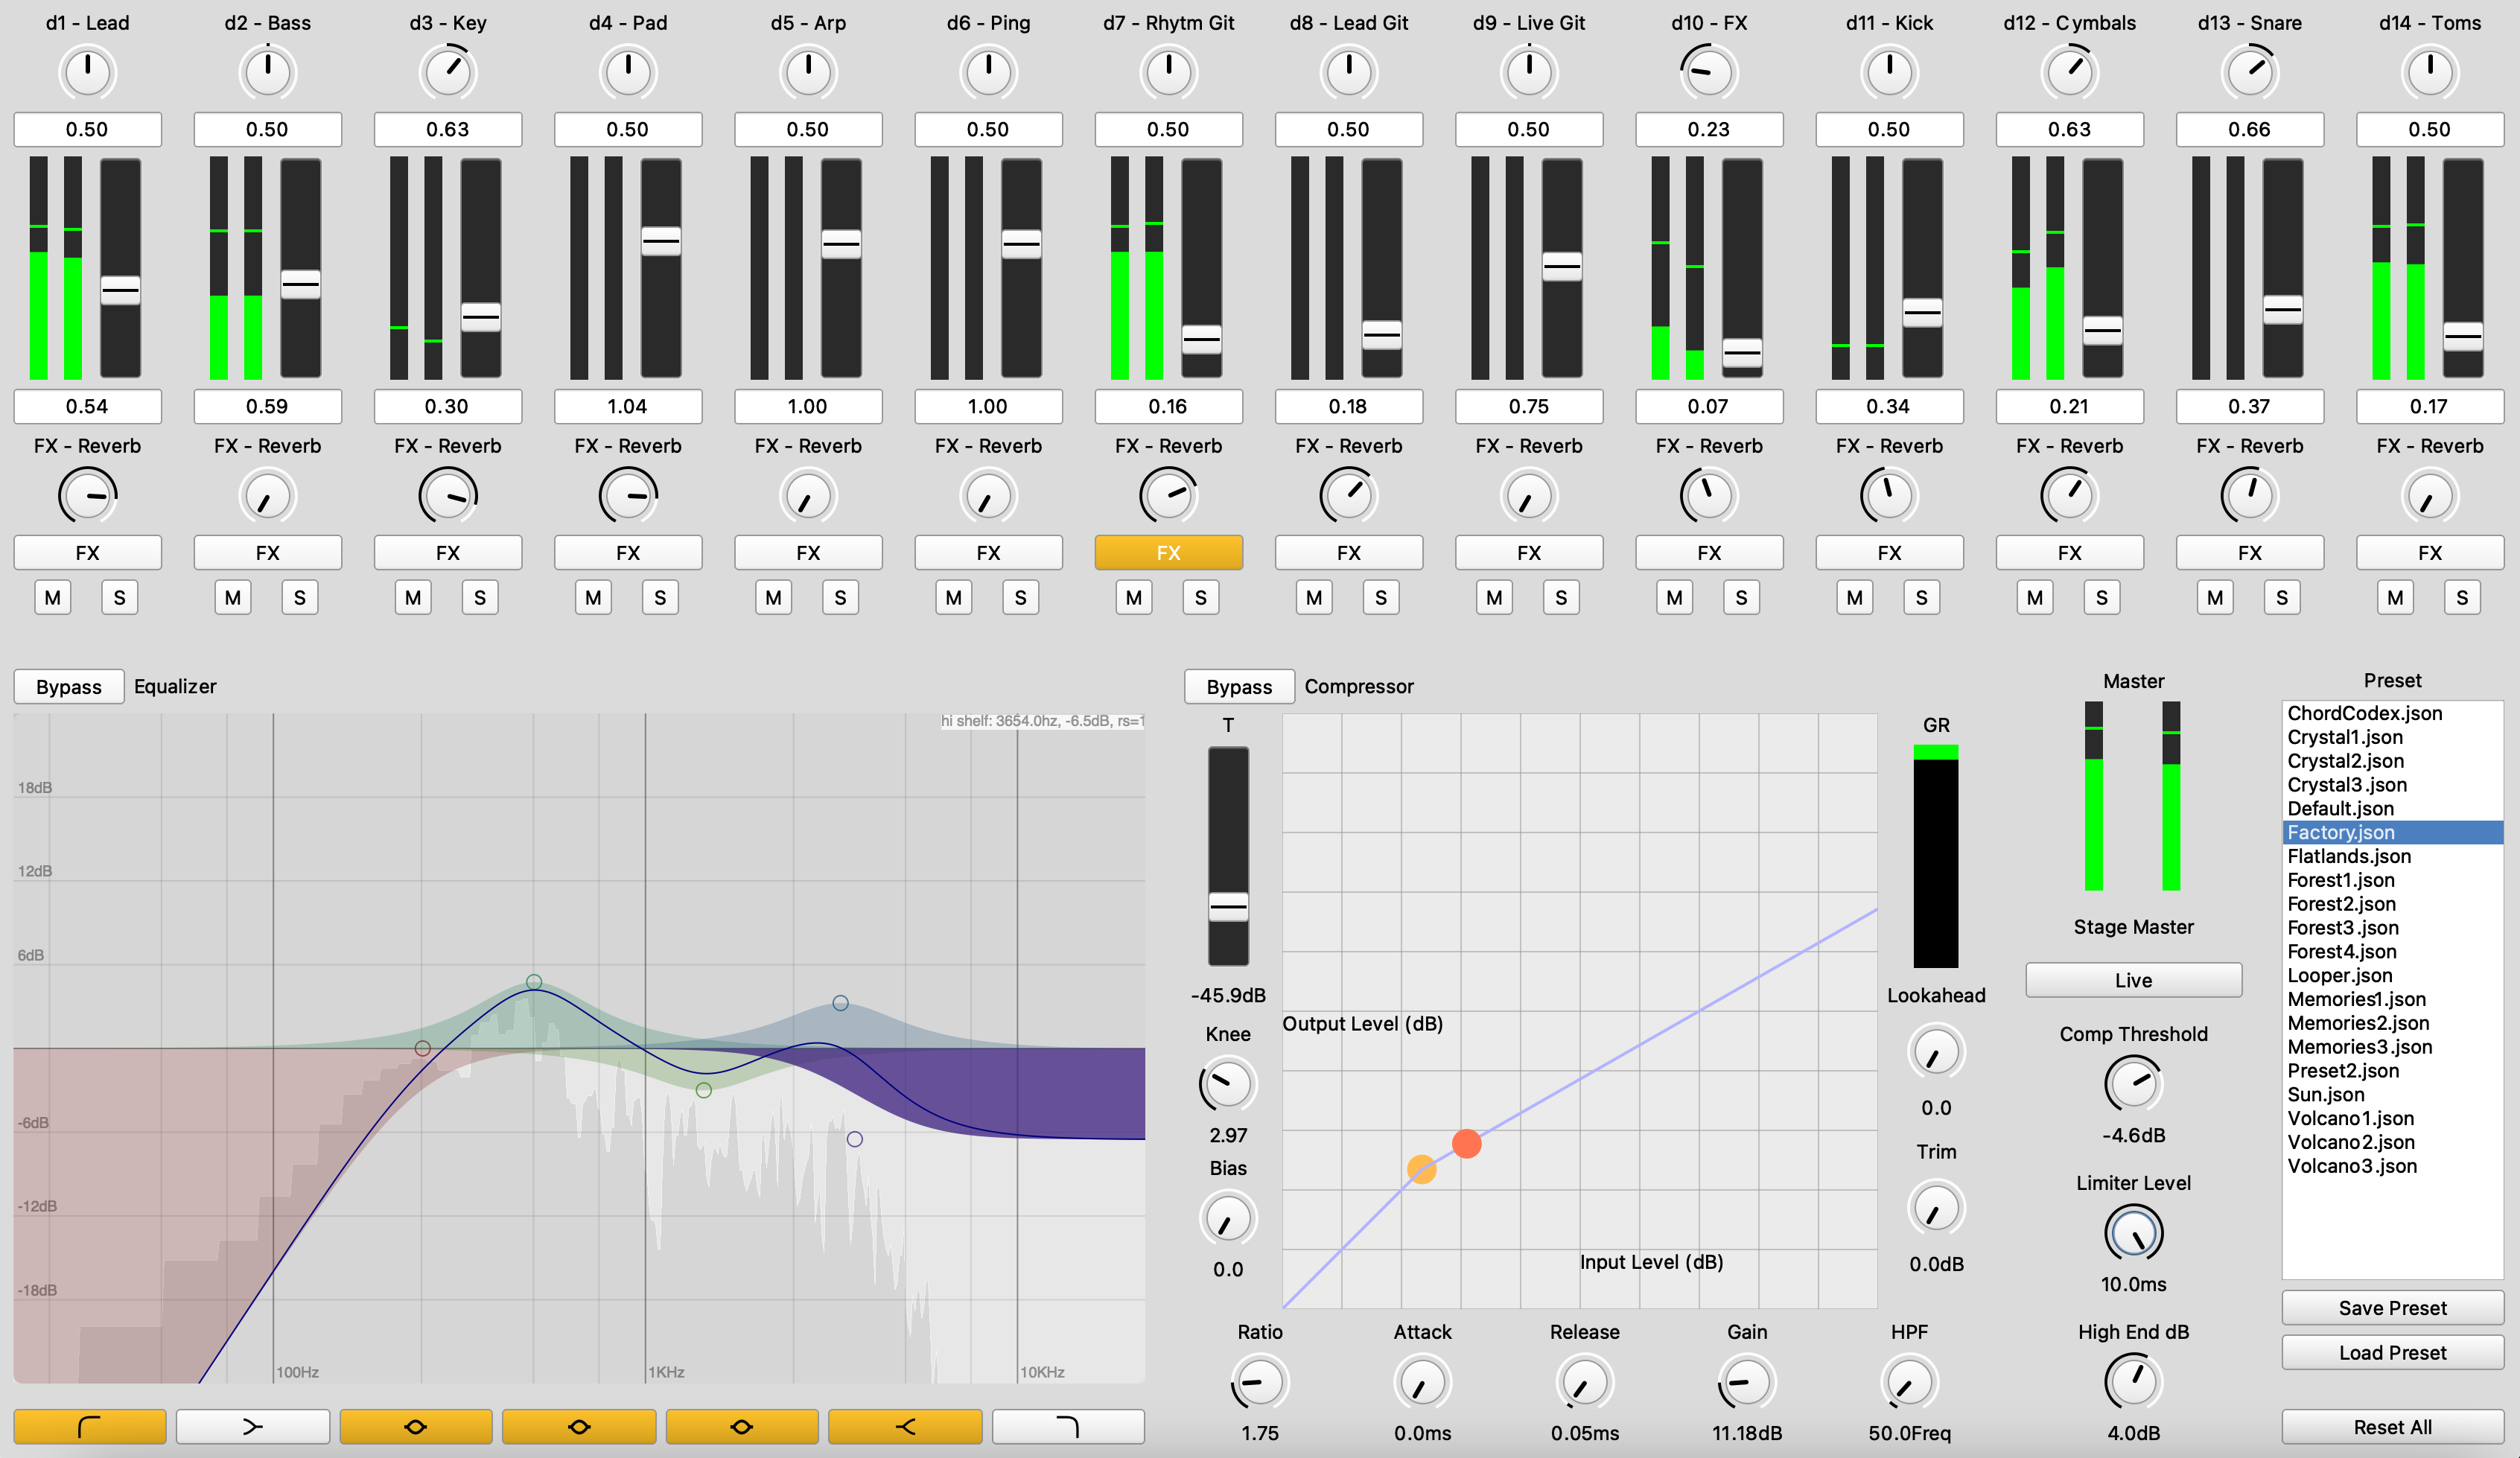 d1 - Lead d2 - Bass d3 - Key d4 - Pad d5 - Arp d6 - Ping d7 - Rhytm Git d8 - Lead Git d9 - Live Git d10 - FX d11 - Kick d12 - Cymbals d13 - Snare d14 - Toms
0.50 0.50 0.63 0.50 0.50 0.50 0.50 0.50 0.50 0.23 0.50 0.63 0.66 0.50
0.54 0.59 0.30 1.04 1.00 1.00 0.16 0.18 0.75 0.07 0.34 0.21 0.37 0.17
FX - Reverb FX - Reverb FX - Reverb FX - Reverb FX - Reverb FX - Reverb FX - Reverb FX - Reverb FX - Reverb FX - Reverb FX - Reverb FX - Reverb FX - Reverb FX - Reverb
FX FX FX FX FX FX FX FX FX FX FX FX FX FX
M S M S M S M S M S M S M S M S M S M S M S M S M S M S
Bypass Equalizer
hi shelf: 3654.0hz, -6.5dB, rs=1
18dB
12dB
6dB
-6dB
-12dB
-18dB
100Hz 1KHz 10KHz
Bypass Compressor
T
-45.9dB
Knee
2.97
Bias
0.0
Output Level (dB)
Input Level (dB)
GR
Lookahead
0.0
Trim
0.0dB
Ratio Attack Release Gain HPF
1.75 0.0ms 0.05ms 11.18dB 50.0Freq
Master
Stage Master
Live
Comp Threshold
-4.6dB
Limiter Level
10.0ms
High End dB
4.0dB
Preset
ChordCodex.json
Crystal1.json
Crystal2.json
Crystal3.json
Default.json
Factory.json
Flatlands.json
Forest1.json
Forest2.json
Forest3.json
Forest4.json
Looper.json
Memories1.json
Memories2.json
Memories3.json
Preset2.json
Sun.json
Volcano1.json
Volcano2.json
Volcano3.json
Save Preset
Load Preset
Reset All